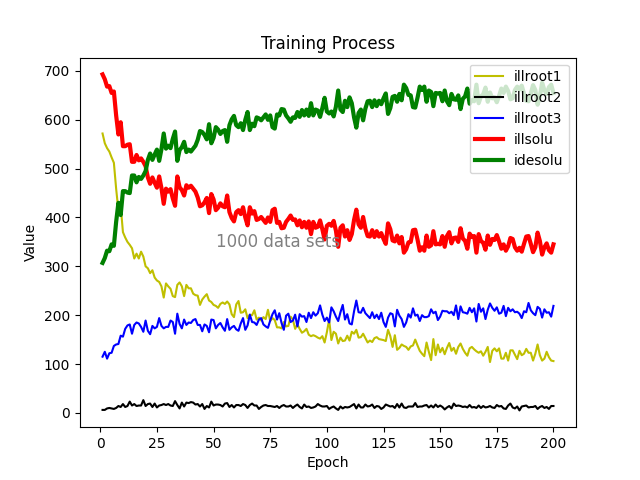 Training Process
700
600
500
400
300
200
100
0
Value
illroot1
illroot2
illroot3
illsolu
idesolu
1000 data sets
0 25 50 75 100 125 150 175 200
Epoch